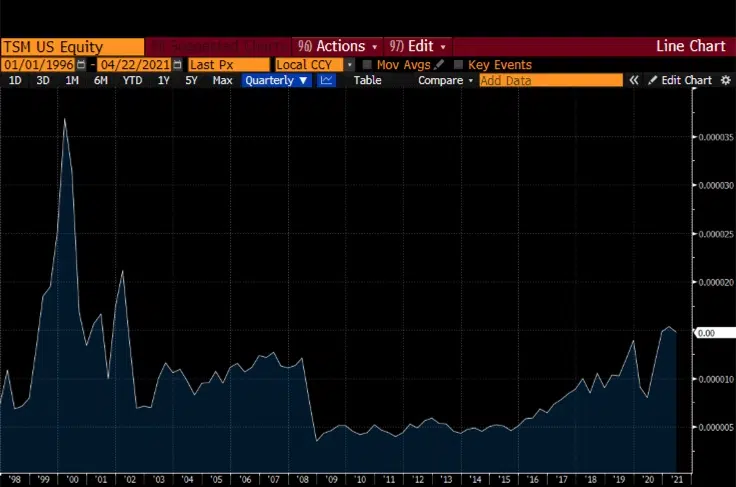 TSM US Equity 96) Actions 97) Edit Line Chart
01/01/1996 - 04/22/2021 Last Px Local CCY Mov Avgs Key Events
1D 3D 1M 6M YTD 1Y 5Y Max Quarterly ▼ Table Compare Add Data « Edit Chart
0.000035
0.000030
0.000025
0.000020
0.00
0.000010
0.000005
'98 '99 '00 '01 '02 '03 '04 '05 '06 '07 '08 '09 '10 '11 '12 '13 '14 '15 '16 '17 '18 '19 '20 '21